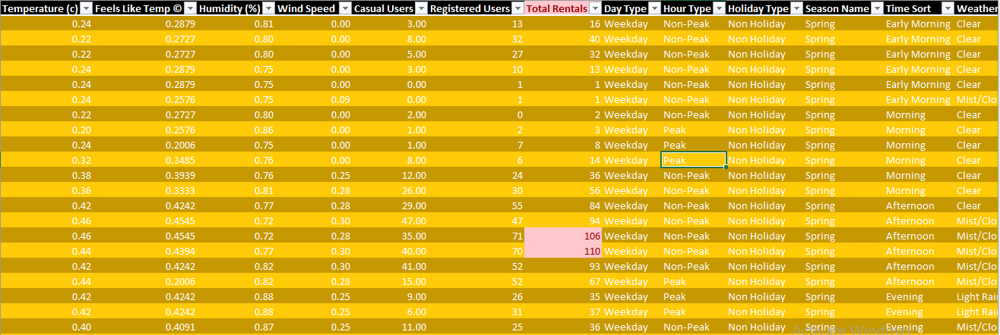 Temperature (c) Feels Like Temp © Humidity (%) Wind Speed Casual Users Registered Users Total Rentals Day Type Hour Type Holiday Type Season Name Time Sort Weather
0.24 0.2879 0.81 0.00 3.00 13 16 Weekday Non-Peak Non Holiday Spring Early Morning Clear
0.22 0.2727 0.80 0.00 8.00 32 40 Weekday Non-Peak Non Holiday Spring Early Morning Clear
0.22 0.2727 0.80 0.00 5.00 27 32 Weekday Non-Peak Non Holiday Spring Early Morning Clear
0.24 0.2879 0.75 0.00 3.00 10 13 Weekday Non-Peak Non Holiday Spring Early Morning Clear
0.24 0.2879 0.75 0.00 0.00 1 1 Weekday Non-Peak Non Holiday Spring Early Morning Clear
0.24 0.2576 0.75 0.09 0.00 1 1 Weekday Non-Peak Non Holiday Spring Early Morning Mist/Clo
0.22 0.2727 0.80 0.00 2.00 0 2 Weekday Non-Peak Non Holiday Spring Morning Clear
0.20 0.2576 0.86 0.00 1.00 2 3 Weekday Peak Non Holiday Spring Morning Clear
0.24 0.2006 0.75 0.00 1.00 7 8 Weekday Peak Non Holiday Spring Morning Clear
0.32 0.3485 0.76 0.00 8.00 6 14 Weekday Peak Non Holiday Spring Morning Clear
0.38 0.3939 0.76 0.25 12.00 24 36 Weekday Non-Peak Non Holiday Spring Morning Clear
0.36 0.3333 0.81 0.28 26.00 30 56 Weekday Non-Peak Non Holiday Spring Morning Clear
0.42 0.4242 0.77 0.28 29.00 55 84 Weekday Non-Peak Non Holiday Spring Afternoon Clear
0.46 0.4545 0.72 0.30 47.00 47 94 Weekday Non-Peak Non Holiday Spring Afternoon Mist/Clo
0.46 0.4545 0.72 0.28 35.00 71 106 Weekday Non-Peak Non Holiday Spring Afternoon Mist/Clo
0.44 0.4394 0.77 0.30 40.00 70 110 Weekday Non-Peak Non Holiday Spring Afternoon Mist/Clo
0.42 0.4242 0.82 0.30 41.00 52 93 Weekday Non-Peak Non Holiday Spring Afternoon Mist/Clo
0.44 0.2006 0.82 0.28 15.00 52 67 Weekday Peak Non Holiday Spring Afternoon Mist/Clo
0.42 0.4242 0.88 0.25 9.00 26 35 Weekday Peak Non Holiday Spring Evening Light Rain
0.42 0.4242 0.88 0.25 6.00 31 37 Weekday Peak Non Holiday Spring Evening Light Rain
0.40 0.4091 0.87 0.25 11.00 25 36 Weekday Non-Peak Non Holiday Spring Evening Mist/Clo
Activate Windows